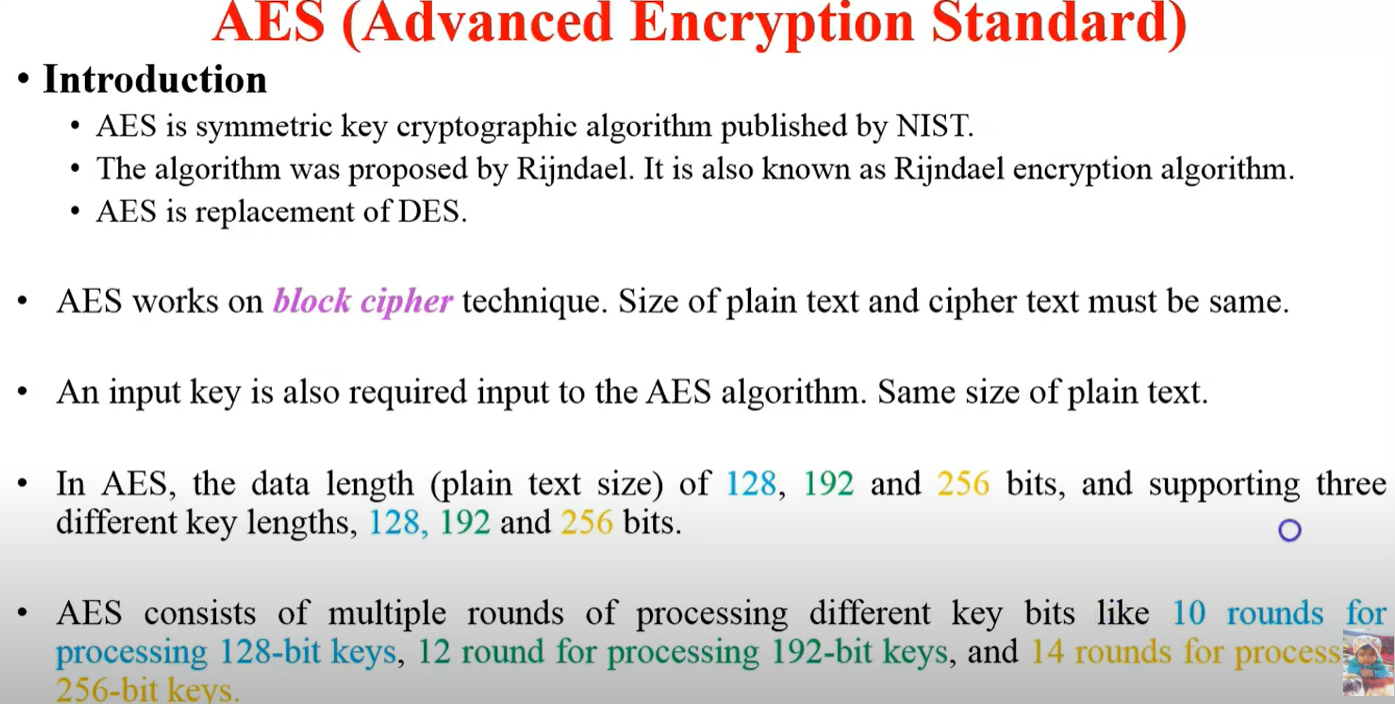 AES (Advanced Encryption Standard)
• Introduction
• AES is symmetric key cryptographic algorithm published by NIST.
• The algorithm was proposed by Rijndael. It is also known as Rijndael encryption algorithm.
• AES is replacement of DES.
• AES works on block cipher technique. Size of plain text and cipher text must be same.
• An input key is also required input to the AES algorithm. Same size of plain text.
• In AES, the data length (plain text size) of 128, 192 and 256 bits, and supporting three
different key lengths, 128, 192 and 256 bits.
• AES consists of multiple rounds of processing different key bits like 10 rounds for
processing 128-bit keys, 12 round for processing 192-bit keys, and 14 rounds for process
256-bit keys.